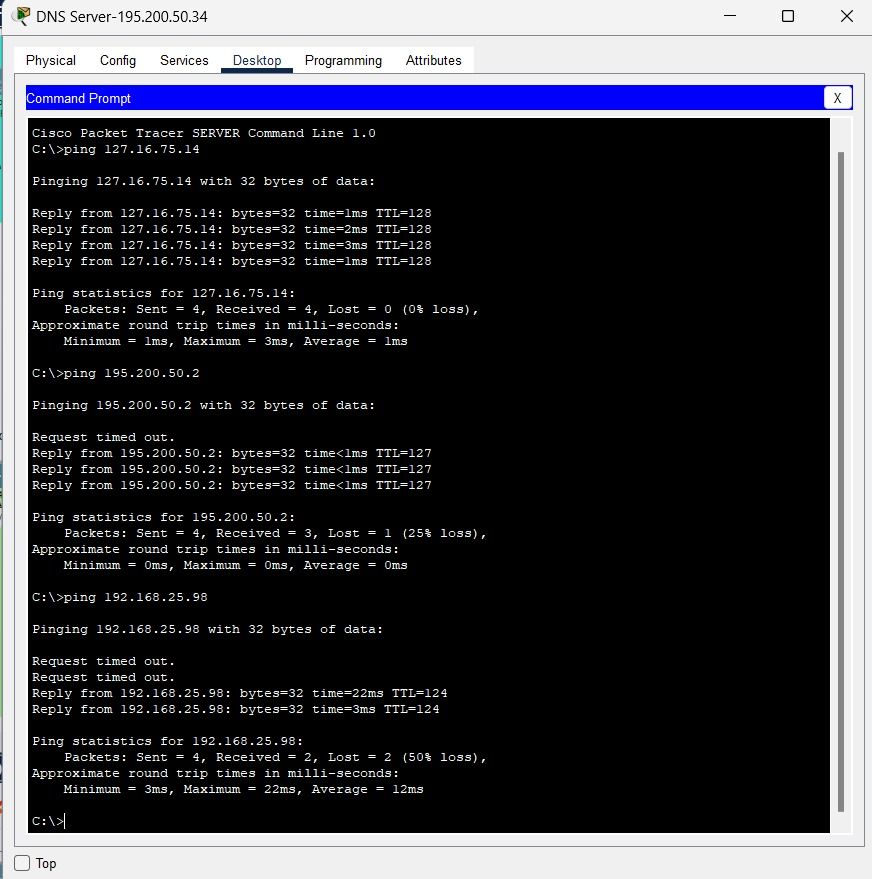 DNS Server-195.200.50.34
Physical Config Services Desktop Programming Attributes
Command Prompt X
Cisco Packet Tracer SERVER Command Line 1.0
C:\>ping 127.16.75.14
Pinging 127.16.75.14 with 32 bytes of data:
Reply from 127.16.75.14: bytes=32 time=1ms TTL=128
Reply from 127.16.75.14: bytes=32 time=2ms TTL=128
Reply from 127.16.75.14: bytes=32 time=3ms TTL=128
Reply from 127.16.75.14: bytes=32 time=1ms TTL=128
Ping statistics for 127.16.75.14:
Packets: Sent = 4, Received = 4, Lost = 0 (0% loss),
Approximate round trip times in milli-seconds:
Minimum = 1ms, Maximum = 3ms, Average = 1ms
C:\>ping 195.200.50.2
Pinging 195.200.50.2 with 32 bytes of data:
Request timed out.
Reply from 195.200.50.2: bytes=32 time<1ms TTL=127
Reply from 195.200.50.2: bytes=32 time<1ms TTL=127
Reply from 195.200.50.2: bytes=32 time<1ms TTL=127
Ping statistics for 195.200.50.2:
Packets: Sent = 4, Received = 3, Lost = 1 (25% loss),
Approximate round trip times in milli-seconds:
Minimum = 0ms, Maximum = 0ms, Average = 0ms
C:\>ping 192.168.25.98
Pinging 192.168.25.98 with 32 bytes of data:
Request timed out.
Request timed out.
Reply from 192.168.25.98: bytes=32 time=22ms TTL=124
Reply from 192.168.25.98: bytes=32 time=3ms TTL=124
Ping statistics for 192.168.25.98:
Packets: Sent = 4, Received = 2, Lost = 2 (50% loss),
Approximate round trip times in milli-seconds:
Minimum = 3ms, Maximum = 22ms, Average = 12ms
C:\>
Top